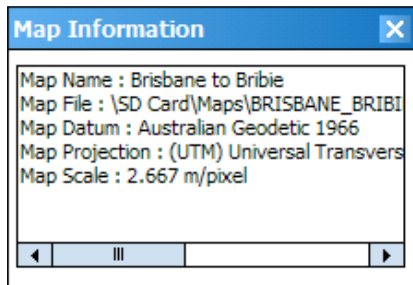 Map Information
Map Name : Brisbane to Bribie
Map File : \SD Card\Maps\BRISBANE_BRIBI
Map Datum : Australian Geodetic 1966
Map Projection : (UTM) Universal Transvers
Map Scale : 2.667 m/pixel